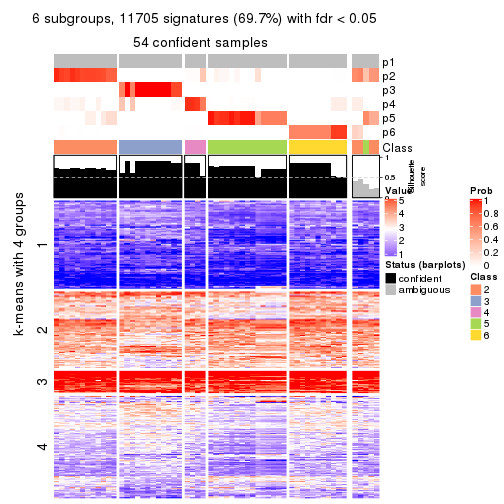 6 subgroups, 11705 signatures (69.7%) with fdr < 0.05
54 confident samples
p1
p2
p3
p4
p5
p6
Class
1
0.5
0
Silhouette
score
k-means with 4 groups
1
2
3
4
Value
5
4
3
2
1
Status (barplots)
confident
ambiguous
Prob
1
0.8
0.6
0.4
0.2
0
Class
2
3
4
5
6